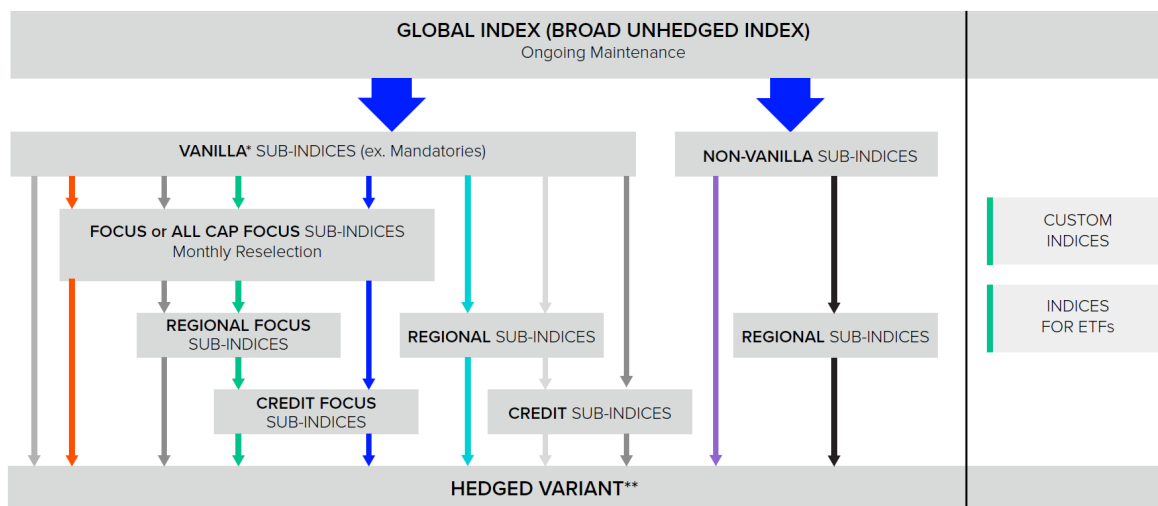 GLOBAL INDEX (BROAD UNHEDGED INDEX)
Ongoing Maintenance
VANILLA* SUB-INDICES (ex. Mandatories)
NON-VANILLA SUB-INDICES
FOCUS or ALL CAP FOCUS SUB-INDICES
Monthly Reselection
CUSTOM
INDICES
REGIONAL FOCUS
SUB-INDICES
REGIONAL SUB-INDICES
REGIONAL SUB-INDICES
INDICES
FOR ETFs
CREDIT FOCUS
SUB-INDICES
CREDIT SUB-INDICES
HEDGED VARIANT**